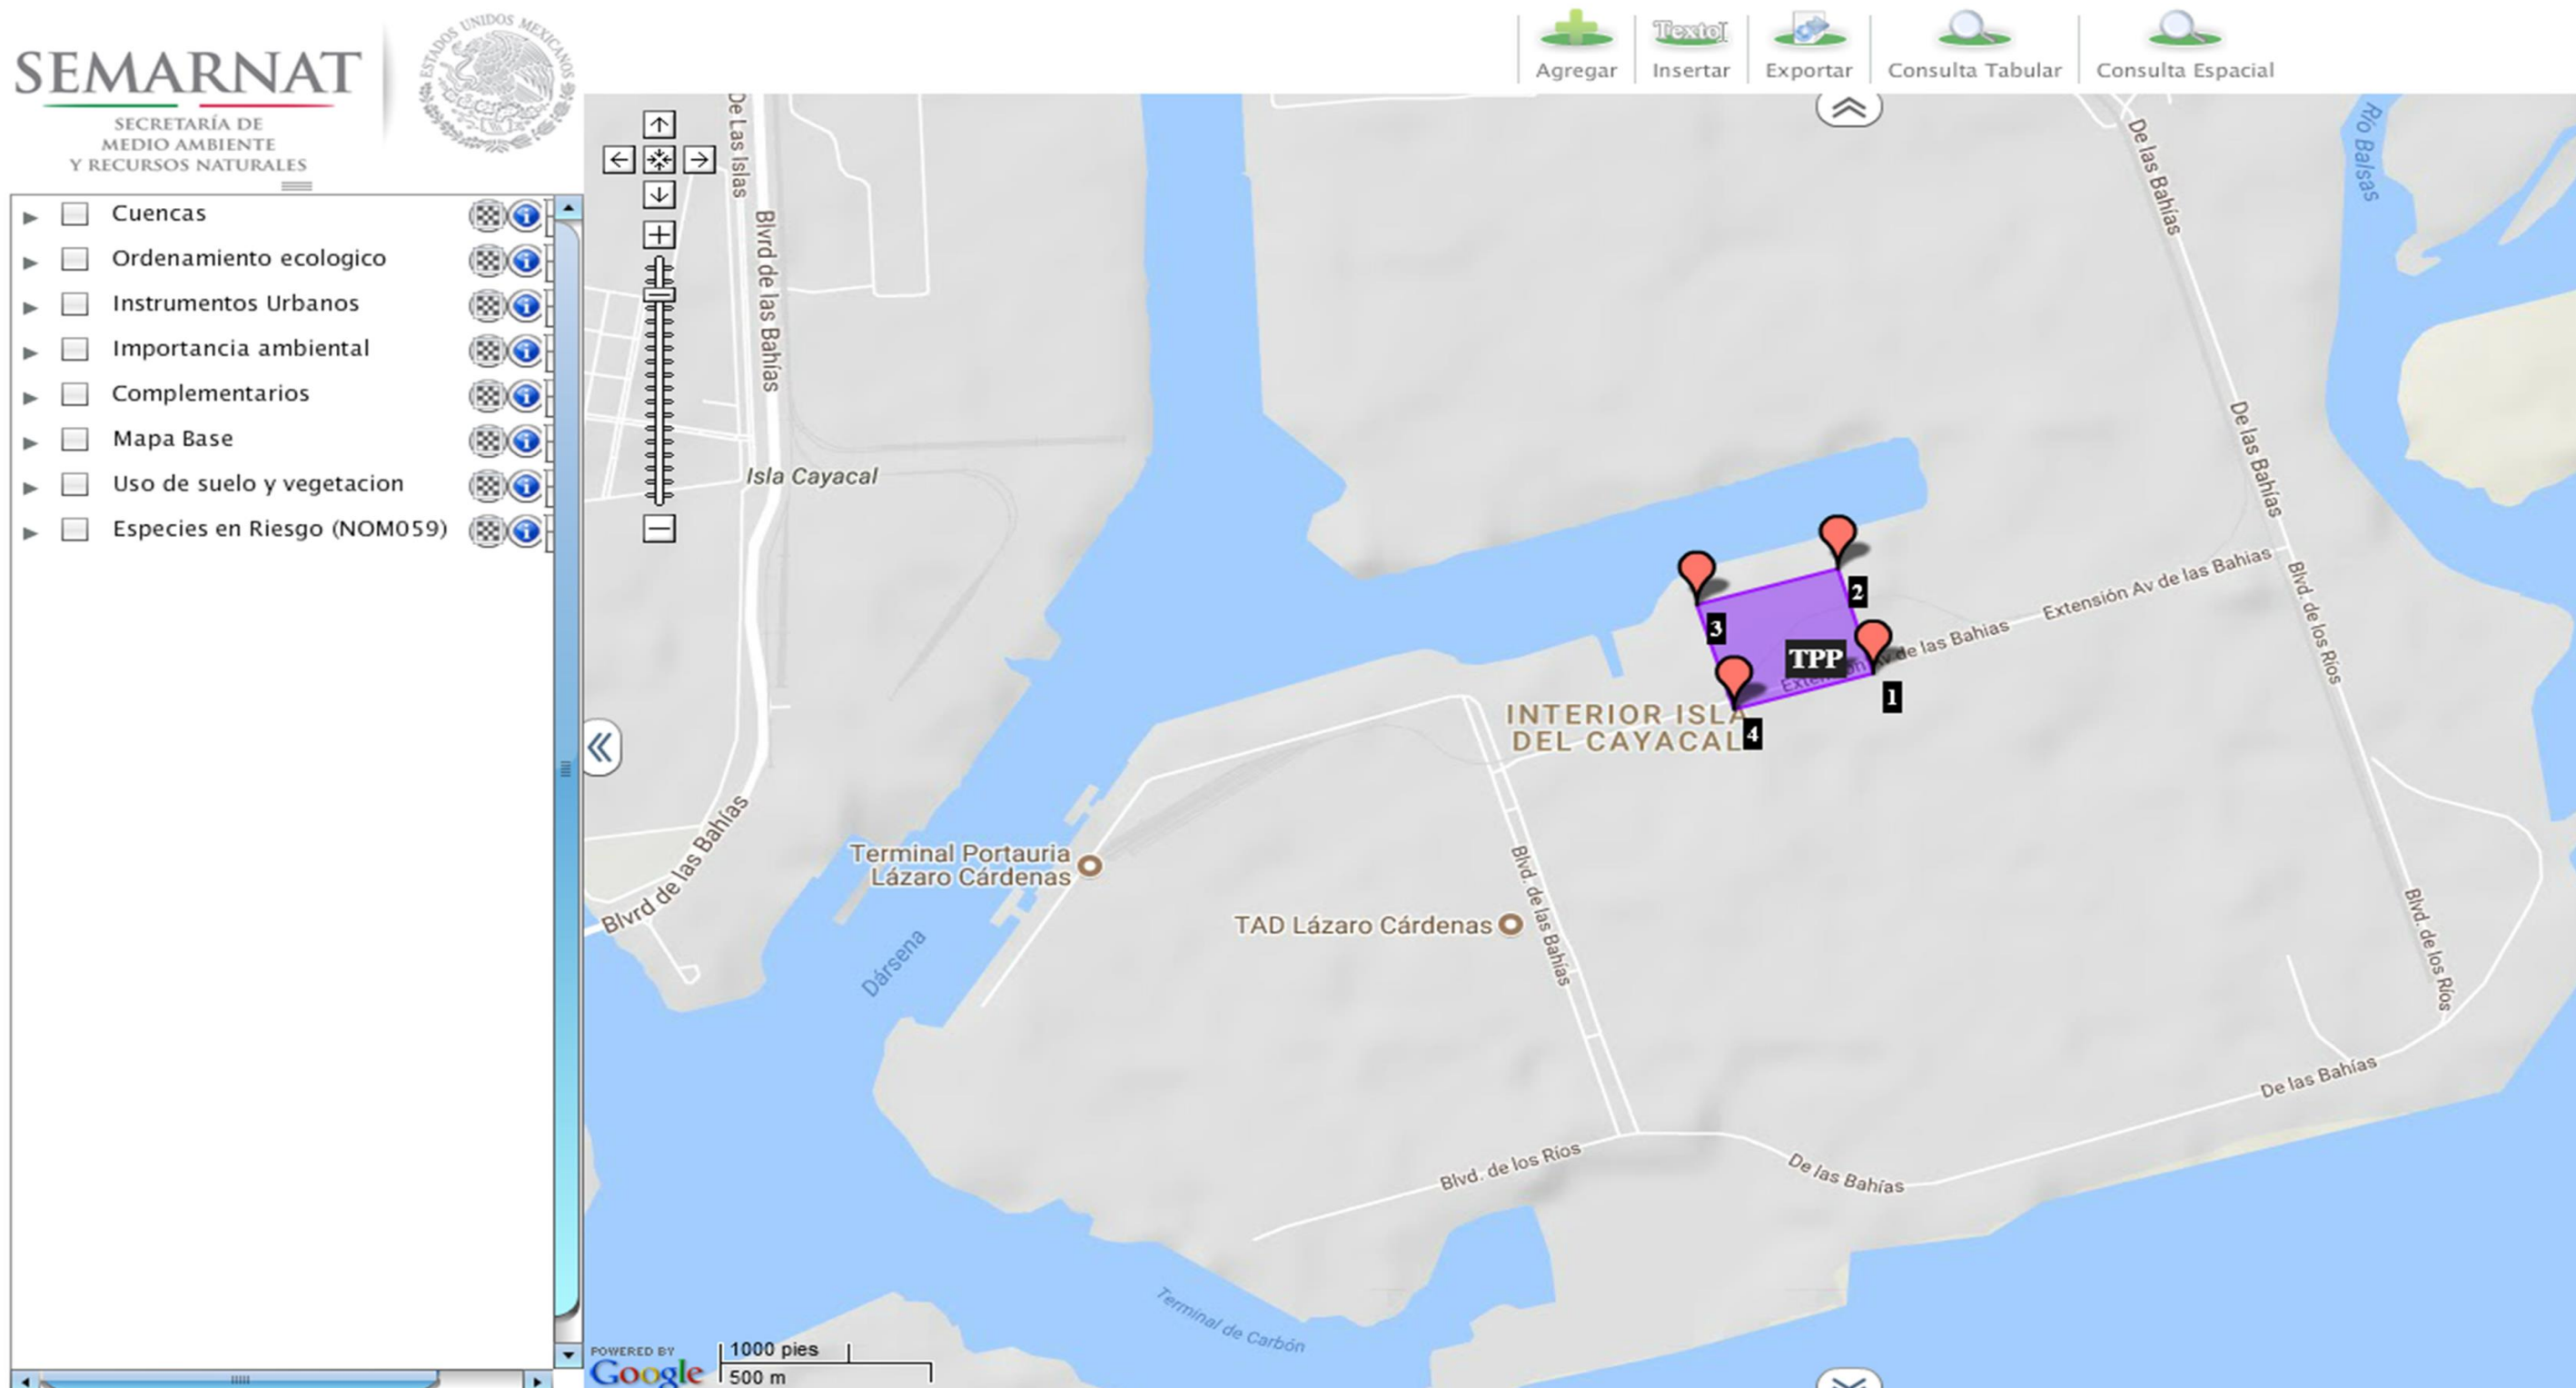 SEMARNAT
SECRETARÍA DE
MEDIO AMBIENTE
Y RECURSOS NATURALES
ESTADOS UNIDOS MEXICANOS
Agregar
Texto
Insertar
Exportar
Consulta Tabular
Consulta Espacial
Cuencas
Ordenamiento ecologico
Instrumentos Urbanos
Importancia ambiental
Complementarios
Mapa Base
Uso de suelo y vegetacion
Especies en Riesgo (NOM059)
De Las Islas
Blvrd de las Bahías
Isla Cayacal
Blvrd de las Bahías
De las Bahías
Río Balsas
De las Bahías
Extensión Av de las Bahias
Blvd. de los Ríos
2
3
TPP
Extensión Av de las Bahias
1
INTERIOR ISLA
DEL CAYACAL
4
Terminal Portauria
Lázaro Cárdenas
TAD Lázaro Cárdenas
Blvd. de las Bahías
Dársena
Blvd. de los Ríos
De las Bahías
Blvd. de los Ríos
De las Bahías
Terminal de Carbón
POWERED BY
Google
1000 pies
500 m